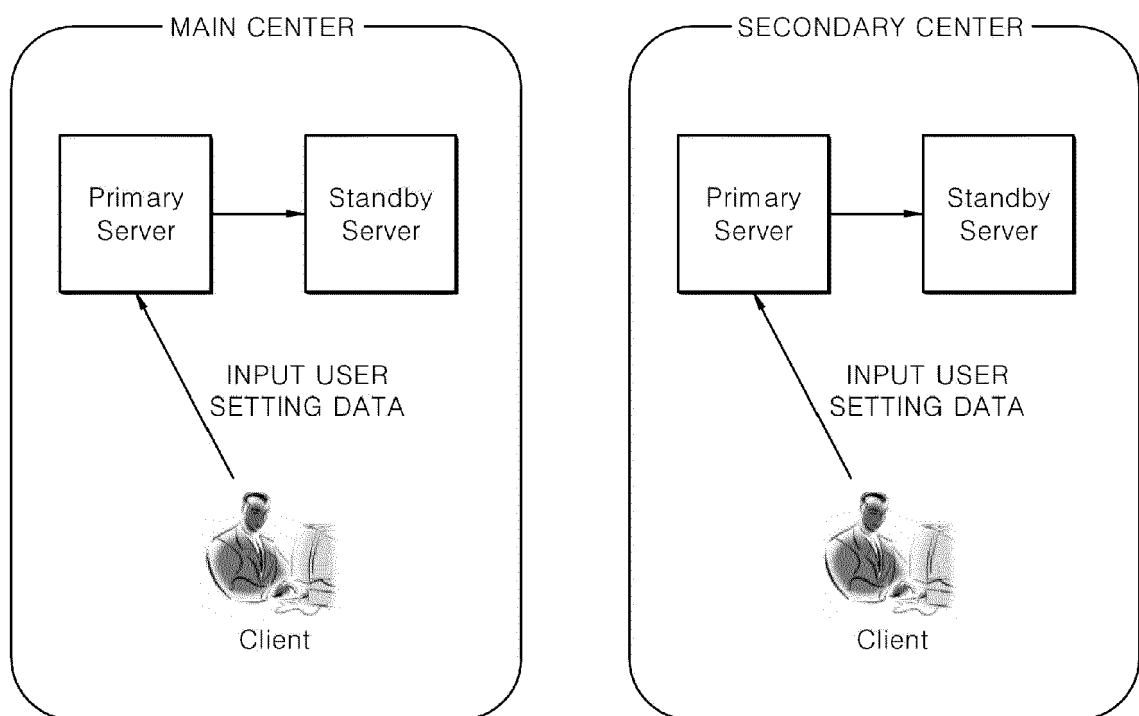 MAIN CENTER
Primary
Server
Standby
Server
INPUT USER
SETTING DATA
Client
SECONDARY CENTER
Primary
Server
Standby
Server
INPUT USER
SETTING DATA
Client